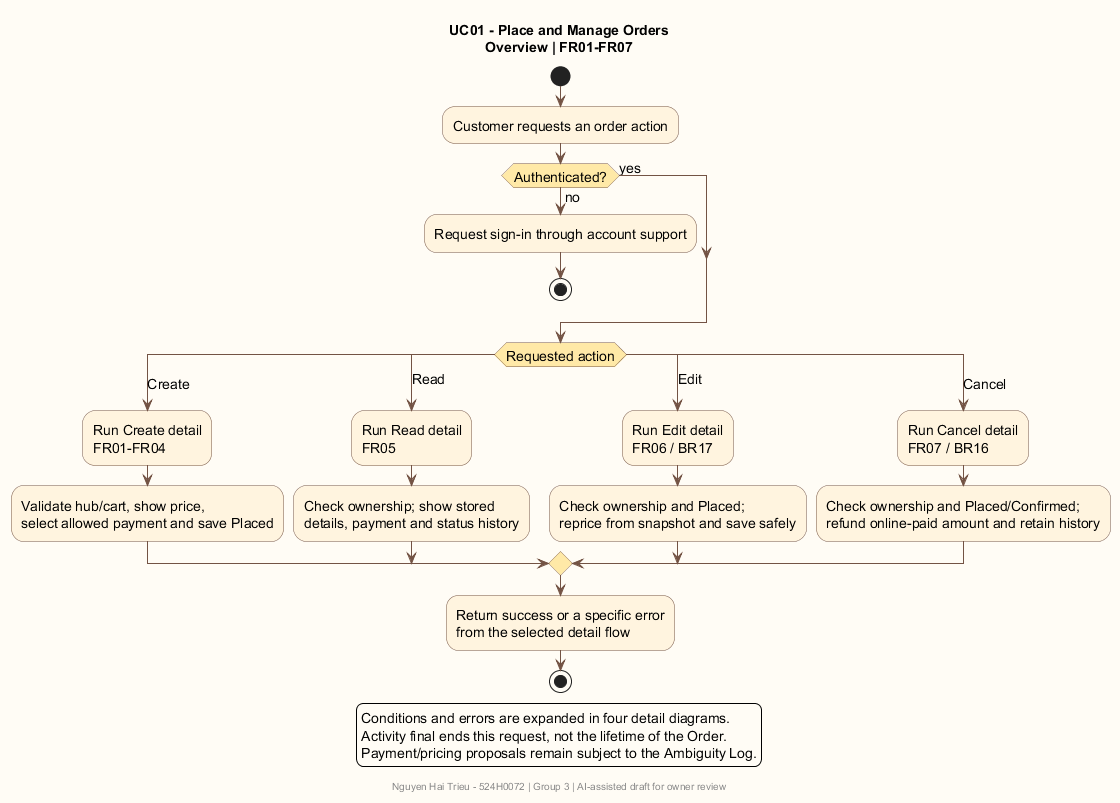 UC01 - Place and Manage Orders
Overview | FR01-FR07
Customer requests an order action
Authenticated?
yes
no
Request sign-in through account support
Requested action
Create
Read
Edit
Cancel
Run Create detail
FR01-FR04
Run Read detail
FR05
Run Edit detail
FR06 / BR17
Run Cancel detail
FR07 / BR16
Validate hub/cart, show price,
select allowed payment and save Placed
Check ownership; show stored
details, payment and status history
Check ownership and Placed;
reprice from snapshot and save safely
Check ownership and Placed/Confirmed;
refund online-paid amount and retain history
Return success or a specific error
from the selected detail flow
Conditions and errors are expanded in four detail diagrams.
Activity final ends this request, not the lifetime of the Order.
Payment/pricing proposals remain subject to the Ambiguity Log.
Nguyen Hai Trieu - 524H0072 | Group 3 | AI-assisted draft for owner review